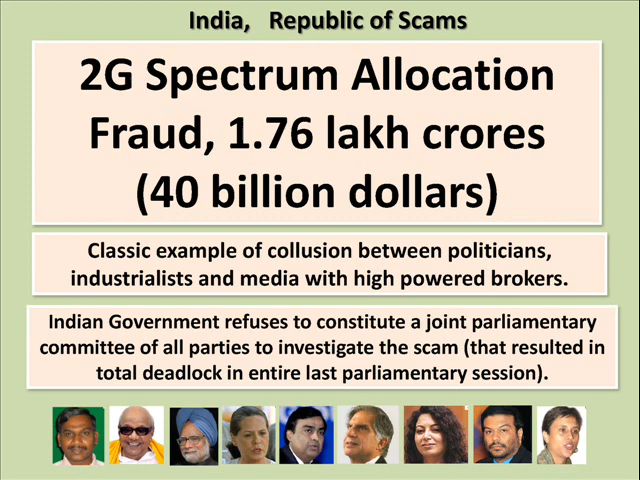 India, Republic of Scams
2G Spectrum Allocation
Fraud, 1.76 lakh crores
(40 billion dollars)
Classic example of collusion between politicians,
industrialists and media with high powered brokers.
Indian Government refuses to constitute a joint parliamentary
committee of all parties to investigate the scam (that resulted in
total deadlock in entire last parliamentary session).